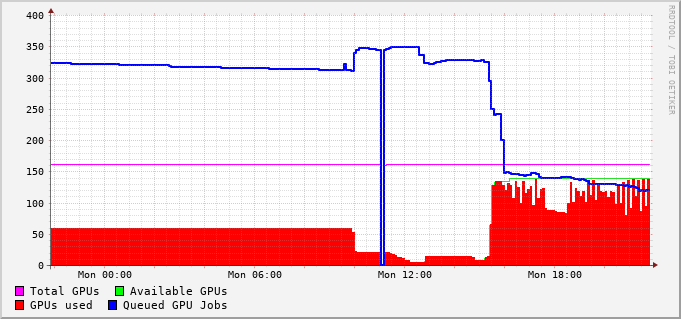 400
350
300
250
200
150
100
50
0
Mon 00:00 Mon 06:00 Mon 12:00 Mon 18:00
Total GPUs Available GPUs
GPUs used Queued GPU Jobs
RRDTOOL / TOBI OETIKER